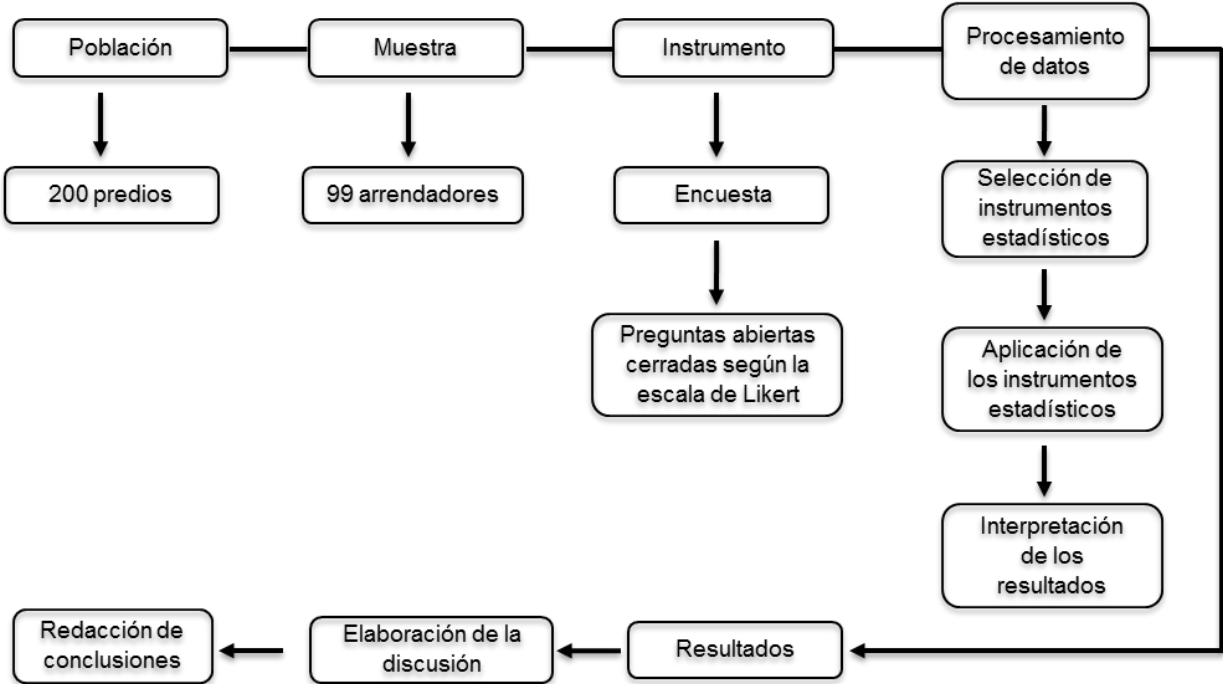 Población
Muestra
Instrumento
Procesamiento
de datos
200 predios
99 arrendadores
Encuesta
Selección de
instrumentos
estadísticos
Preguntas abiertas
cerradas según la
escala de Likert
Aplicación de
los instrumentos
estadísticos
Interpretación
de los
resultados
Redacción de
conclusiones
Elaboración de la
discusión
Resultados